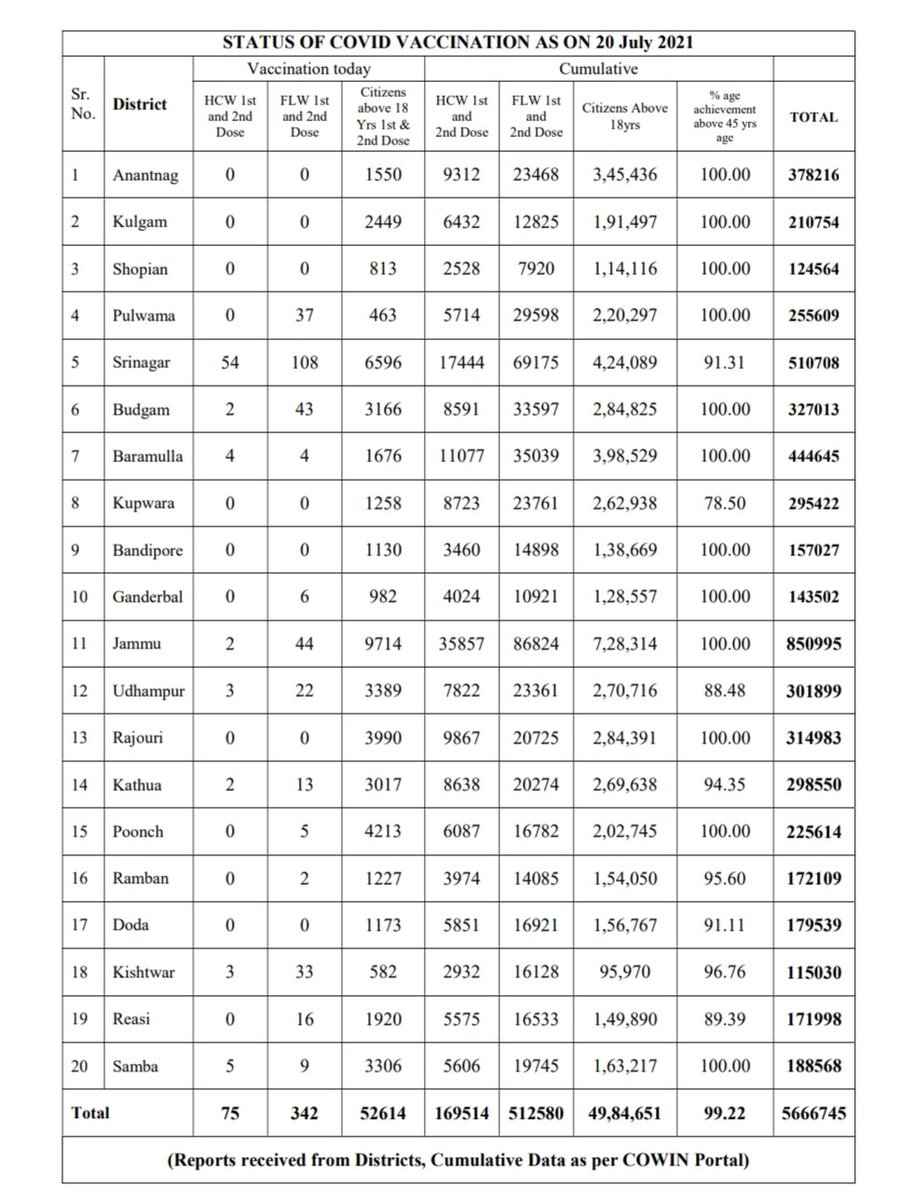 STATUS OF COVID VACCINATION AS ON 20 July 2021
Vaccination today Cumulative
Sr. No. District HCW 1st and 2nd Dose FLW 1st and 2nd Dose Citizens above 18 Yrs 1st & 2nd Dose HCW 1st and 2nd Dose FLW 1st and 2nd Dose Citizens Above 18yrs % age achievement above 45 yrs age TOTAL
1 Anantnag 0 0 1550 9312 23468 3,45,436 100.00 378216
2 Kulgam 0 0 2449 6432 12825 1,91,497 100.00 210754
3 Shopian 0 0 813 2528 7920 1,14,116 100.00 124564
4 Pulwama 0 37 463 5714 29598 2,20,297 100.00 255609
5 Srinagar 54 108 6596 17444 69175 4,24,089 91.31 510708
6 Budgam 2 43 3166 8591 33597 2,84,825 100.00 327013
7 Baramulla 4 4 1676 11077 35039 3,98,529 100.00 444645
8 Kupwara 0 0 1258 8723 23761 2,62,938 78.50 295422
9 Bandipore 0 0 1130 3460 14898 1,38,669 100.00 157027
10 Ganderbal 0 6 982 4024 10921 1,28,557 100.00 143502
11 Jammu 2 44 9714 35857 86824 7,28,314 100.00 850995
12 Udhampur 3 22 3389 7822 23361 2,70,716 88.48 301899
13 Rajouri 0 0 3990 9867 20725 2,84,391 100.00 314983
14 Kathua 2 13 3017 8638 20274 2,69,638 94.35 298550
15 Poonch 0 5 4213 6087 16782 2,02,745 100.00 225614
16 Ramban 0 2 1227 3974 14085 1,54,050 95.60 172109
17 Doda 0 0 1173 5851 16921 1,56,767 91.11 179539
18 Kishtwar 3 33 582 2932 16128 95,970 96.76 115030
19 Reasi 0 16 1920 5575 16533 1,49,890 89.39 171998
20 Samba 5 9 3306 5606 19745 1,63,217 100.00 188568
Total 75 342 52614 169514 512580 49,84,651 99.22 5666745
(Reports received from Districts, Cumulative Data as per COWIN Portal)